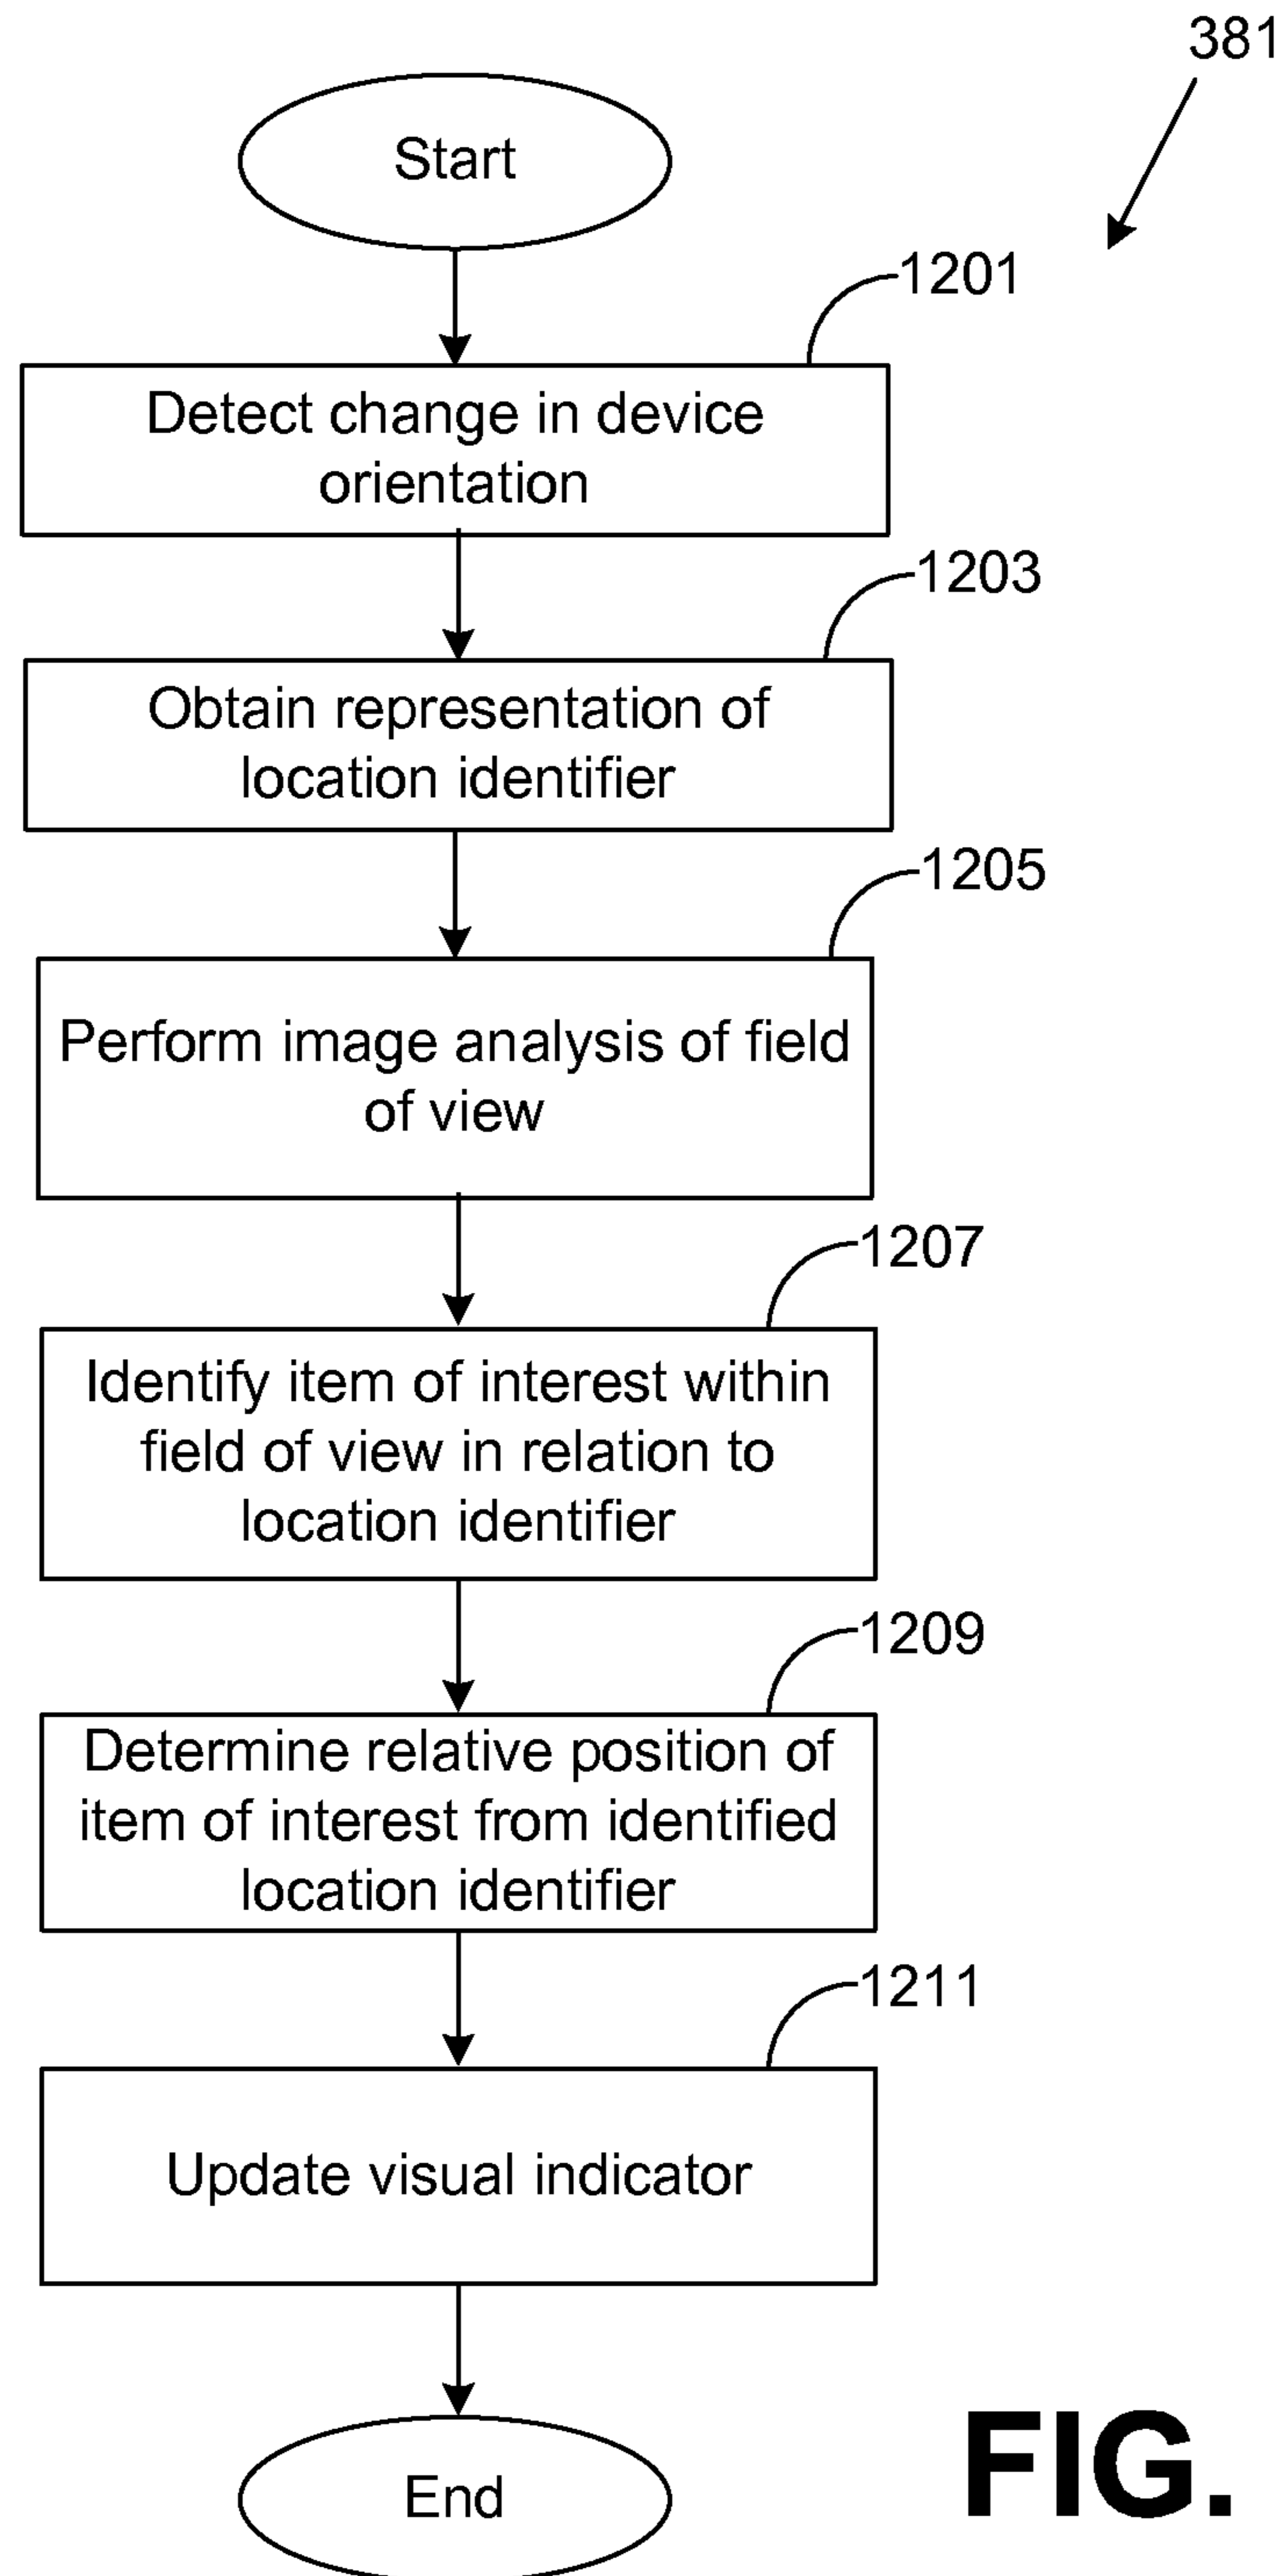 381
Start
1201
Detect change in device
orientation
1203
Obtain representation of
location identifier
1205
Perform image analysis of field
of view
1207
Identify item of interest within
field of view in relation to
location identifier
1209
Determine relative position of
item of interest from identified
location identifier
1211
Update visual indicator
End
FIG.